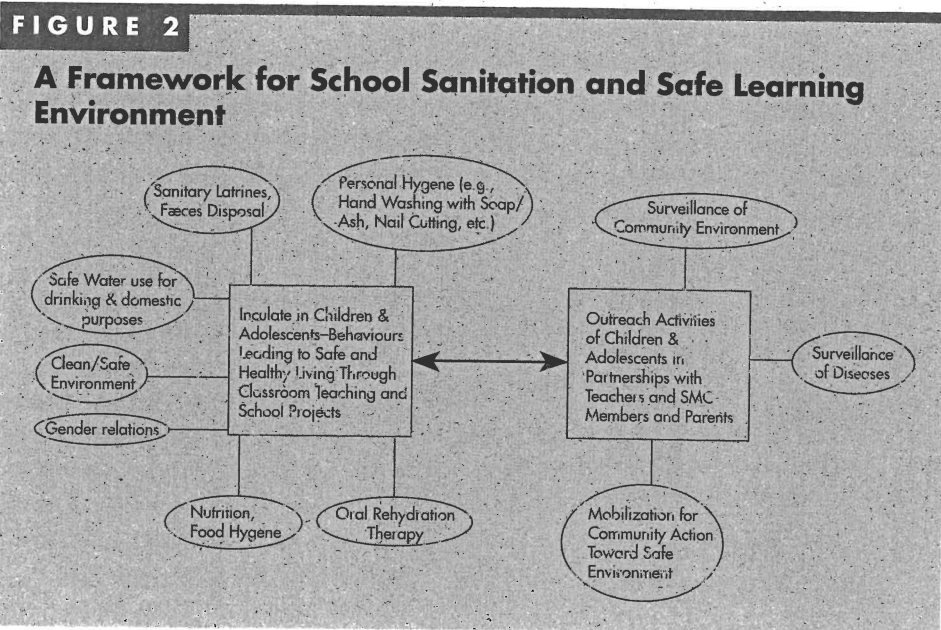 FIGURE 2
A Framework for School Sanitation and Safe Learning
Environment
Sanitary Latrines,
Fæces Disposal
Personal Hygene (e.g.,
Hand Washing with Soap/
Ash, Nail Cutting, etc.)
Surveillance of
Community Environment
Safe Water use for
drinking & domestic
purposes
Clean/Safe
Environment
Gender relations
Inculate in Children &
Adolescents–Behaviours
Leading to Safe and
Healthy Living Through
Classroom Teaching and
School Projects
Outreach Activities
of Children &
Adolescents in
Partnerships with
Teachers and SMC
Members and Parents
Surveillance
of Diseases
Nutrition,
Food Hygene
Oral Rehydration
Therapy
Mobilization for
Community Action
Toward Safe
Environment